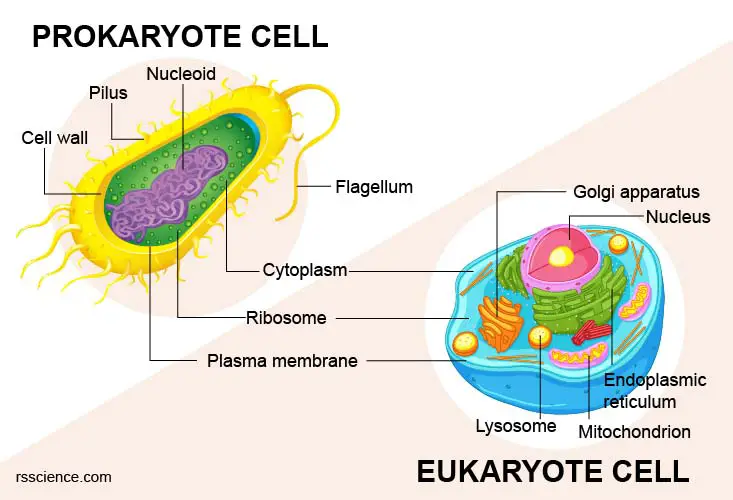 PROKARYOTE CELL
Nucleoid
Pilus
Cell wall
Flagellum
Golgi apparatus
Nucleus
Cytoplasm
Ribosome
Plasma membrane
Endoplasmic
reticulum
Lysosome
Mitochondrion
EUKARYOTE CELL
rsscience.com